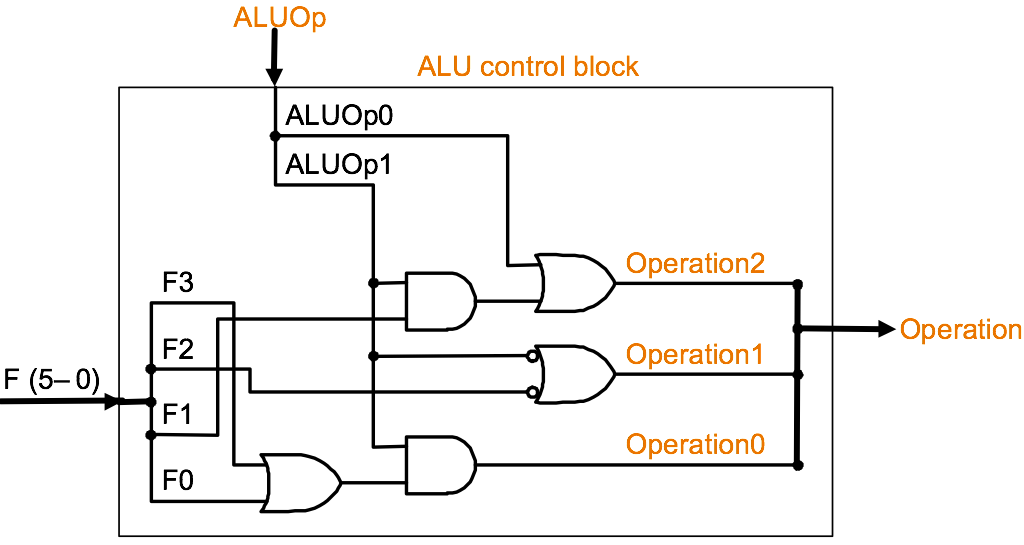 ALUOp
ALU control block
ALUOp0
ALUOp1
Operation2
F3
Operation
F2
Operation1
F (5– 0)
F1
Operation0
F0